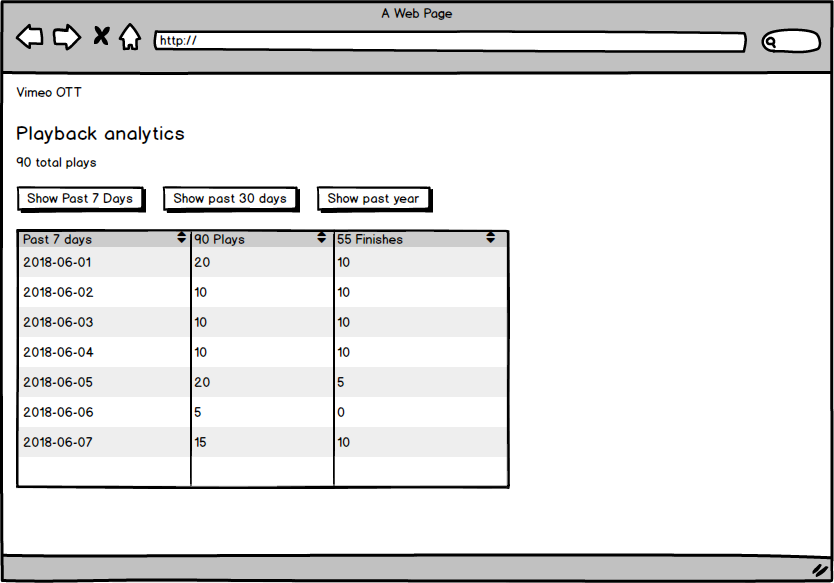 A Web Page
http://
Vimeo OTT
Playback analytics
90 total plays
Show Past 7 Days Show past 30 days Show past year
Past 7 days 90 Plays 55 Finishes
2018-06-01 20 10
2018-06-02 10 10
2018-06-03 10 10
2018-06-04 10 10
2018-06-05 20 5
2018-06-06 5 0
2018-06-07 15 10